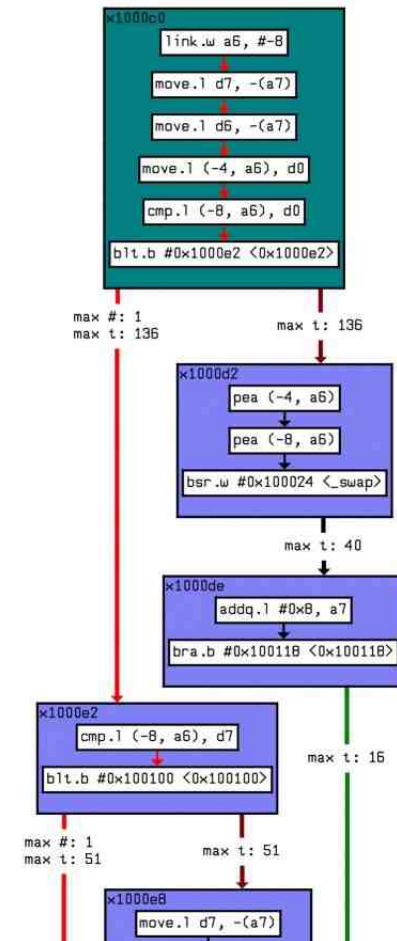 x1000c0
link.w a6, #-8
move.l d7, -(a7)
move.l d6, -(a7)
move.l (-4, a6), d0
cmp.l (-8, a6), d0
blt.b #0x1000e2 <0x1000e2>
max #: 1
max t: 136
max t: 136
x1000d2
pea (-4, a6)
pea (-8, a6)
bsr.w #0x100024 <_swap>
max t: 40
x1000de
addq.l #0x8, a7
bra.b #0x100118 <0x100118>
x1000e2
cmp.l (-8, a6), d7
blt.b #0x100100 <0x100100>
max t: 16
max #: 1
max t: 51
max t: 51
x1000e8
move.l d7, -(a7)